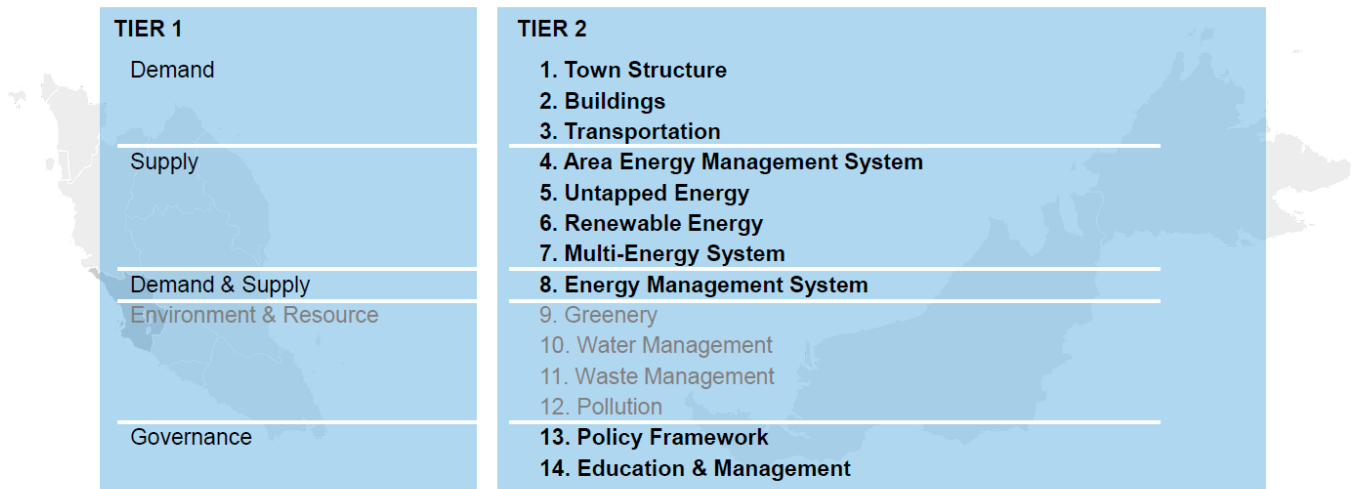 TIER 1
TIER 2
Demand
1. Town Structure
2. Buildings
3. Transportation
Supply
4. Area Energy Management System
5. Untapped Energy
6. Renewable Energy
7. Multi-Energy System
Demand & Supply
8. Energy Management System
Environment & Resource
9. Greenery
10. Water Management
11. Waste Management
12. Pollution
Governance
13. Policy Framework
14. Education & Management